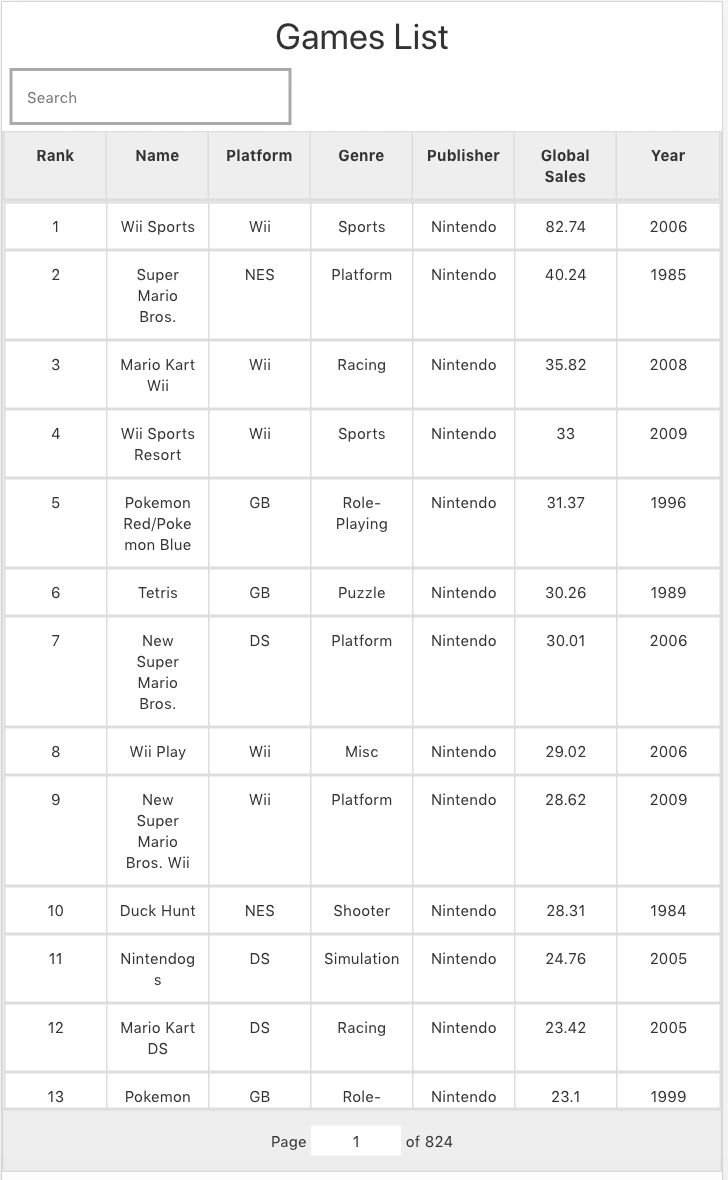 Games List
Search
Rank Name Platform Genre Publisher Global Year
Sales
1 Wii Sports Wii Sports Nintendo 82.74 2006
2 Super NES Platform Nintendo 40.24 1985
Mario
Bros.
3 Mario Kart Wii Racing Nintendo 35.82 2008
Wii
4 Wii Sports Wii Sports Nintendo 33 2009
Resort
5 Pokemon GB Role- Nintendo 31.37 1996
Red/Poke Playing
mon Blue
6 Tetris GB Puzzle Nintendo 30.26 1989
7 New DS Platform Nintendo 30.01 2006
Super
Mario
Bros.
8 Wii Play Wii Misc Nintendo 29.02 2006
9 New Wii Platform Nintendo 28.62 2009
Super
Mario
Bros. Wii
10 Duck Hunt NES Shooter Nintendo 28.31 1984
11 Nintendog DS Simulation Nintendo 24.76 2005
s
12 Mario Kart DS Racing Nintendo 23.42 2005
DS
13 Pokemon GB Role- Nintendo 23.1 1999
Page 1 of 824